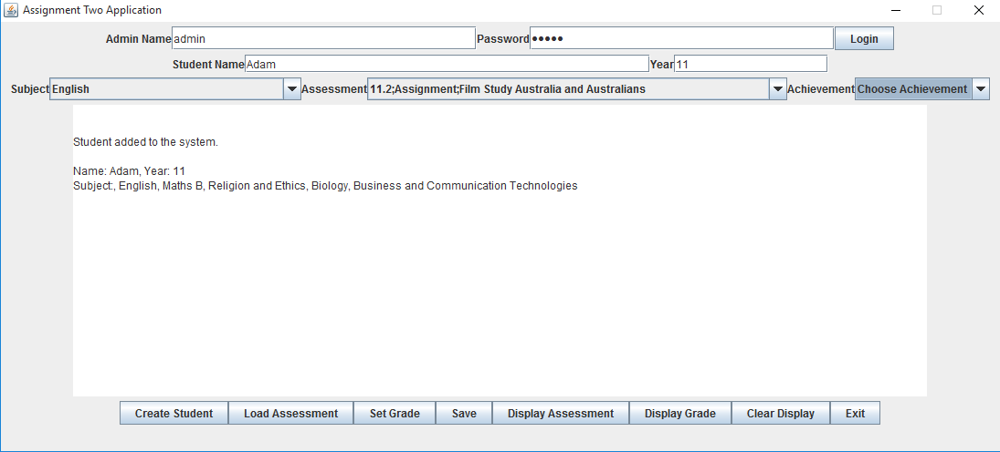 Assignment Two Application
Admin Name admin Password ●●●●● Login
Student Name Adam Year 11
Subject English Assessment 11.2;Assignment;Film Study Australia and Australians Achievement Choose Achievement
Student added to the system.
Name: Adam, Year: 11
Subject:, English, Maths B, Religion and Ethics, Biology, Business and Communication Technologies
Create Student Load Assessment Set Grade Save Display Assessment Display Grade Clear Display Exit